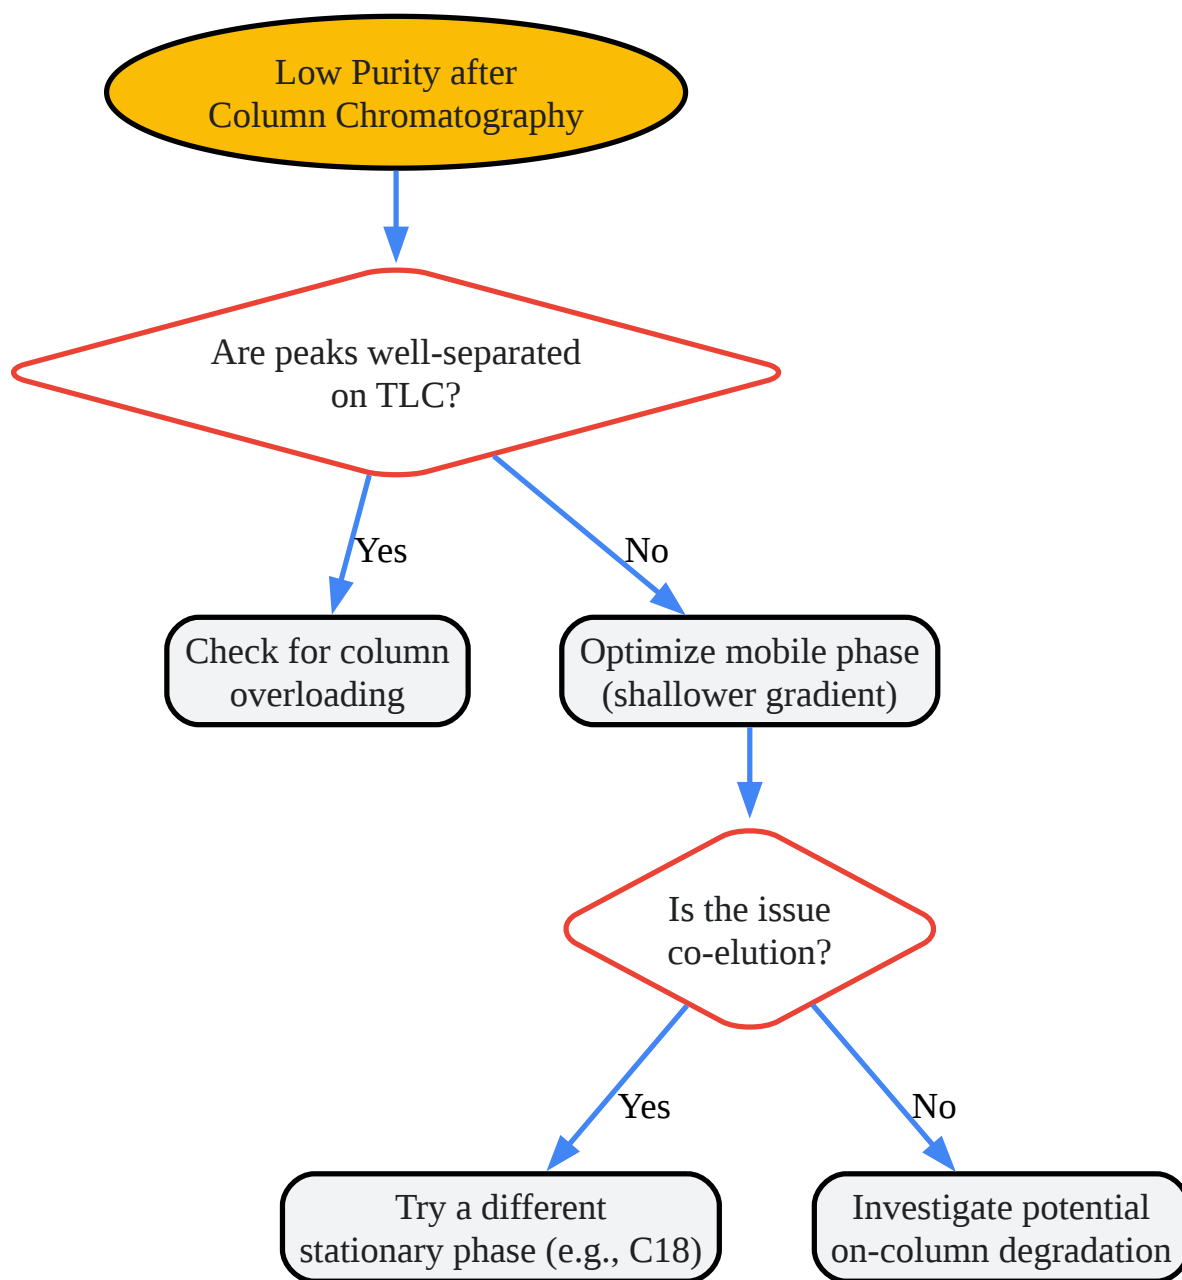 Low Purity after
Column Chromatography
Are peaks well-separated
on TLC?
Yes
No
Check for column
overloading
Optimize mobile phase
(shallower gradient)
Is the issue
co-elution?
Yes
No
Try a different
stationary phase (e.g., C18)
Investigate potential
on-column degradation